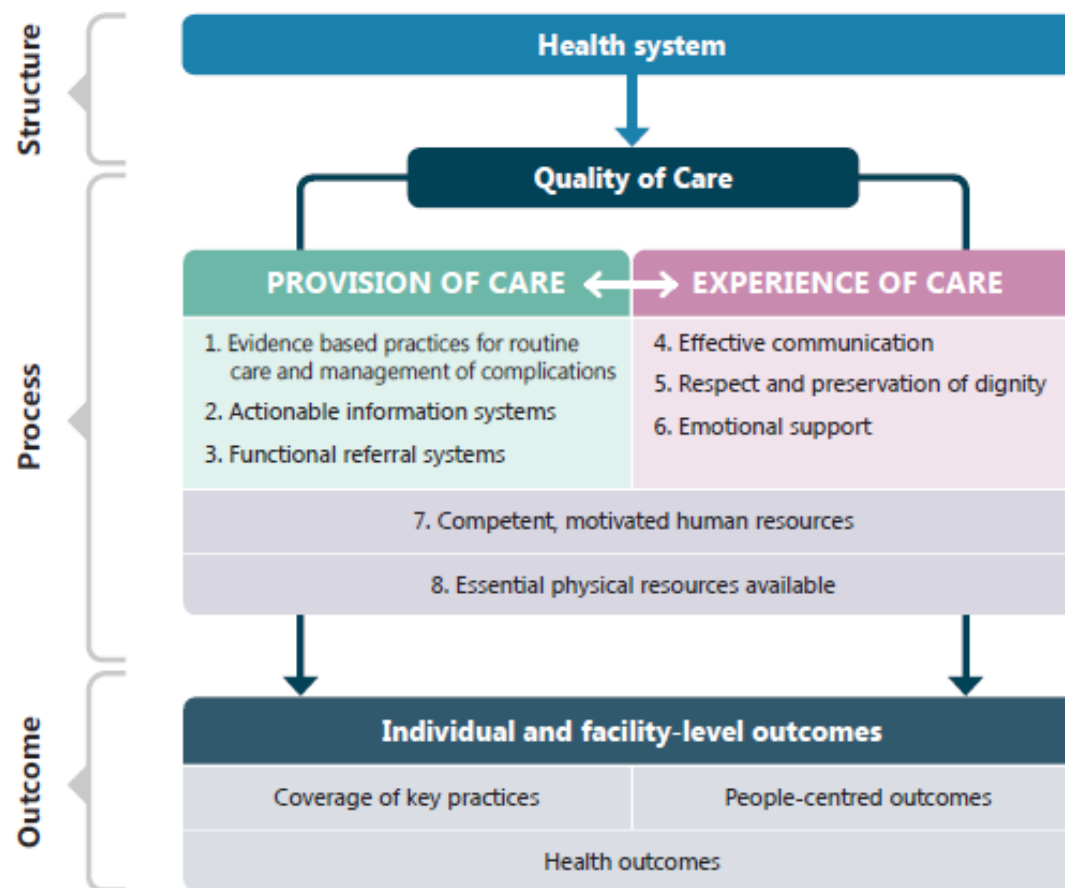 Structure
Health system
Quality of Care
Process
PROVISION OF CARE
EXPERIENCE OF CARE
1. Evidence based practices for routine
care and management of complications
2. Actionable information systems
3. Functional referral systems
4. Effective communication
5. Respect and preservation of dignity
6. Emotional support
7. Competent, motivated human resources
8. Essential physical resources available
Outcome
Individual and facility-level outcomes
Coverage of key practices
People-centred outcomes
Health outcomes